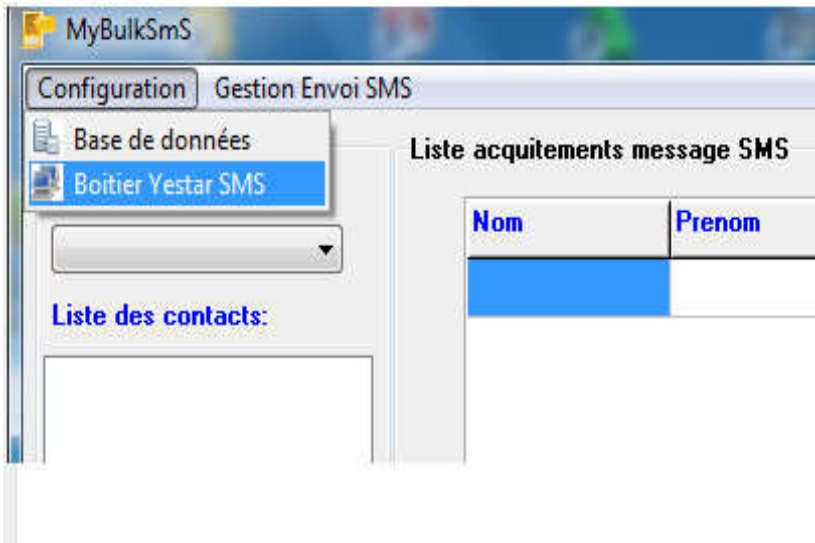 MyBulkSmS
Configuration Gestion Envoi SMS
Base de données
Boitier Yestar SMS
Liste acquitements message SMS
Nom Prenom
Liste des contacts: